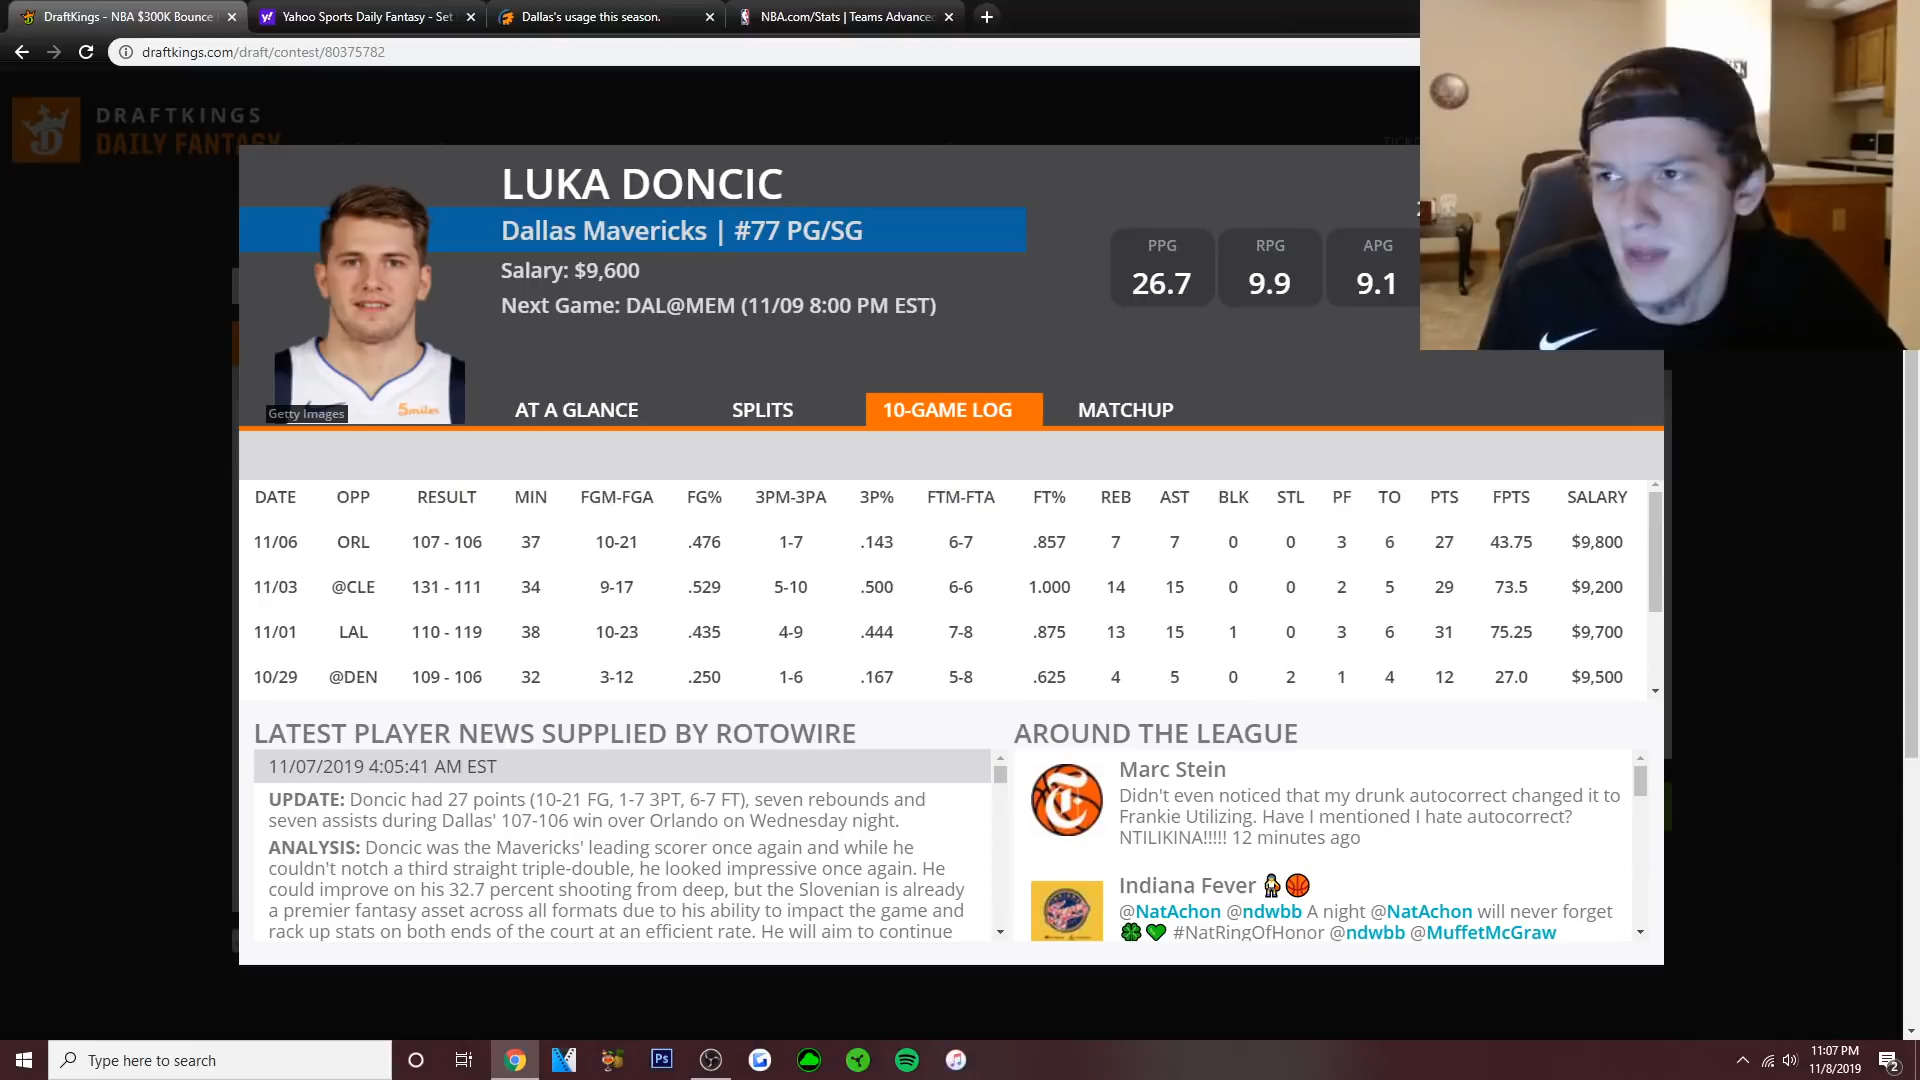 DraftKings - NBA $300K Bounce
Yahoo Sports Daily Fantasy - Set
Dallas's usage this season.
NBA.com/Stats | Teams Advanced
draftkings.com/draft/contest/80375782
DRAFTKINGS
DAILY FANTASY
LUKA DONCIC
Dallas Mavericks | #77 PG/SG
Salary: $9,600
Next Game: DAL@MEM (11/09 8:00 PM EST)
PPG RPG APG
26.7 9.9 9.1
5miles
Getty Images
AT A GLANCE SPLITS 10-GAME LOG MATCHUP
DATE OPP RESULT MIN FGM-FGA FG% 3PM-3PA 3P% FTM-FTA FT% REB AST BLK STL PF TO PTS FPTS SALARY
11/06 ORL 107 - 106 37 10-21 .476 1-7 .143 6-7 .857 7 7 0 0 3 6 27 43.75 $9,800
11/03 @CLE 131 - 111 34 9-17 .529 5-10 .500 6-6 1.000 14 15 0 0 2 5 29 73.5 $9,200
11/01 LAL 110 - 119 38 10-23 .435 4-9 .444 7-8 .875 13 15 1 0 3 6 31 75.25 $9,700
10/29 @DEN 109 - 106 32 3-12 .250 1-6 .167 5-8 .625 4 5 0 2 1 4 12 27.0 $9,500
LATEST PLAYER NEWS SUPPLIED BY ROTOWIRE
11/07/2019 4:05:41 AM EST
UPDATE: Doncic had 27 points (10-21 FG, 1-7 3PT, 6-7 FT), seven rebounds and
seven assists during Dallas' 107-106 win over Orlando on Wednesday night.
ANALYSIS: Doncic was the Mavericks' leading scorer once again and while he
couldn't notch a third straight triple-double, he looked impressive once again. He
could improve on his 32.7 percent shooting from deep, but the Slovenian is already
a premier fantasy asset across all formats due to his ability to impact the game and
rack up stats on both ends of the court at an efficient rate. He will aim to continue
AROUND THE LEAGUE
Marc Stein
Didn't even noticed that my drunk autocorrect changed it to
Frankie Utilizing. Have I mentioned I hate autocorrect?
NTILIKINA!!!!! 12 minutes ago
Indiana Fever
@NatAchon @ndwbb A night @NatAchon will never forget
#NatRingOfHonor @ndwbb @MuffetMcGraw
Type here to search
Ps
11:07 PM
11/8/2019
2